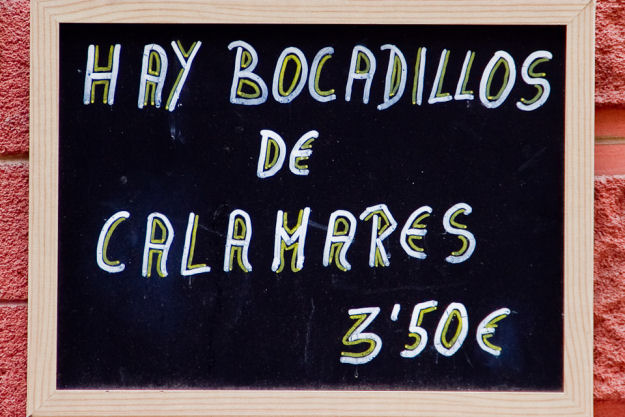 HAY BOCADILLOS
DE
CALAMARES
3'50€